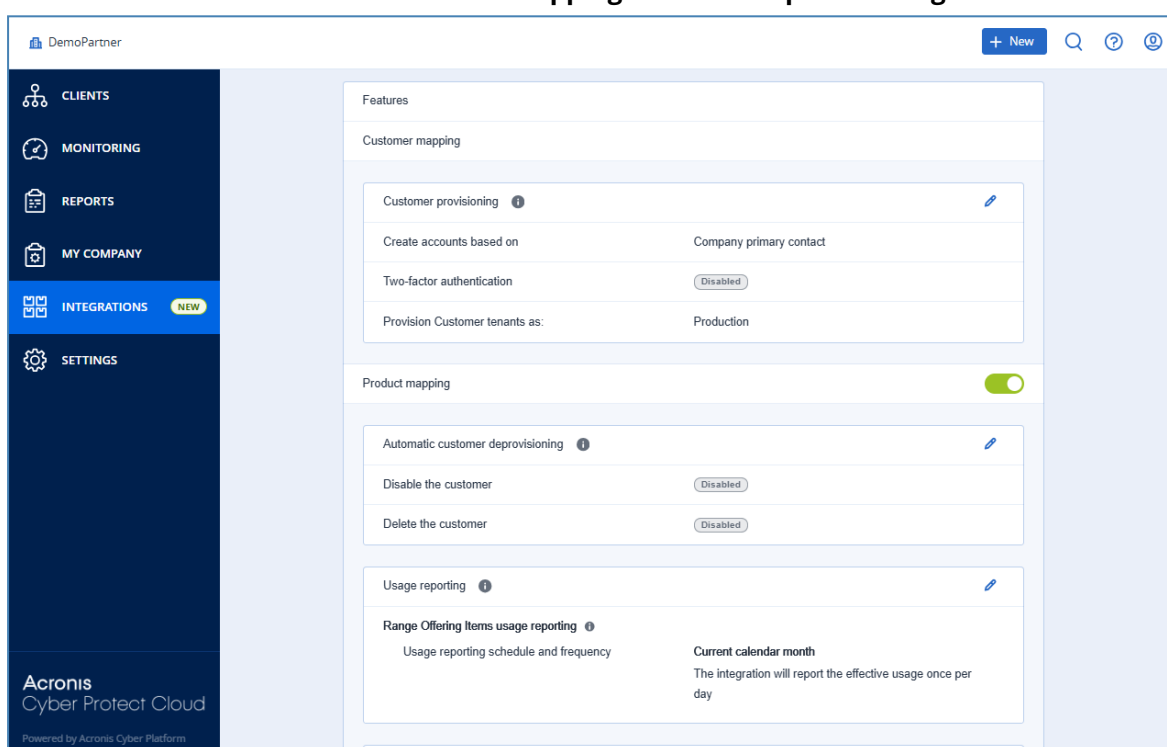 DemoPartner
+ New
CLIENTS
MONITORING
REPORTS
MY COMPANY
INTEGRATIONS NEW
SETTINGS
Acronis
Cyber Protect Cloud
Powered by Acronis Cyber Platform
Features
Customer mapping
Customer provisioning
Create accounts based on Company primary contact
Two-factor authentication Disabled
Provision Customer tenants as: Production
Product mapping
Automatic customer deprovisioning
Disable the customer Disabled
Delete the customer Disabled
Usage reporting
Range Offering Items usage reporting
Usage reporting schedule and frequency Current calendar month
The integration will report the effective usage once per
day